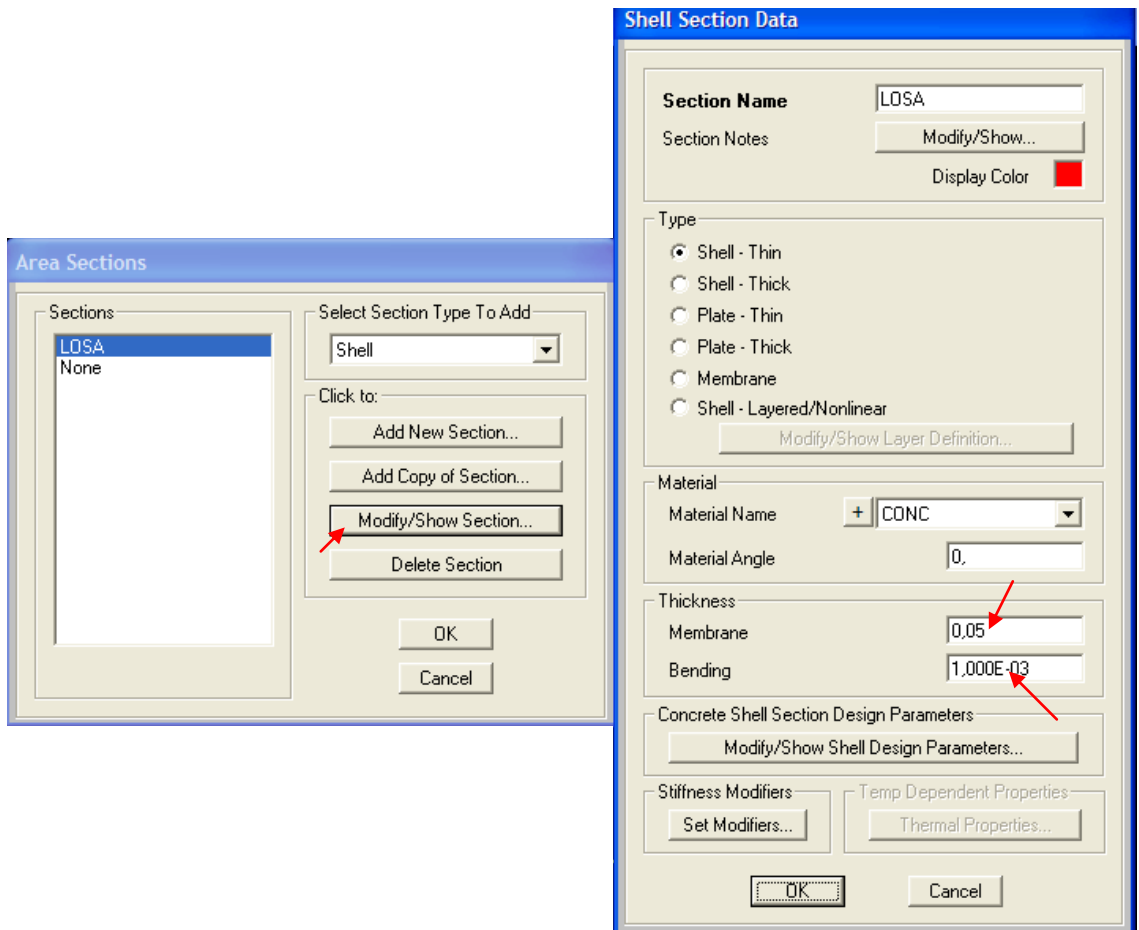 Area Sections
Sections
LOSA
None
Select Section Type To Add
Shell
Click to:
Add New Section...
Add Copy of Section...
Modify/Show Section...
Delete Section
OK
Cancel
Shell Section Data
Section Name
LOSA
Section Notes
Modify/Show...
Display Color
Type
Shell - Thin
Shell - Thick
Plate - Thin
Plate - Thick
Membrane
Shell - Layered/Nonlinear
Modify/Show Layer Definition...
Material
Material Name
+
CONC
Material Angle
0,
Thickness
Membrane
0,05
Bending
1,000E-03
Concrete Shell Section Design Parameters
Modify/Show Shell Design Parameters...
Stiffness Modifiers
Set Modifiers...
Temp Dependent Properties
Thermal Properties...
OK
Cancel